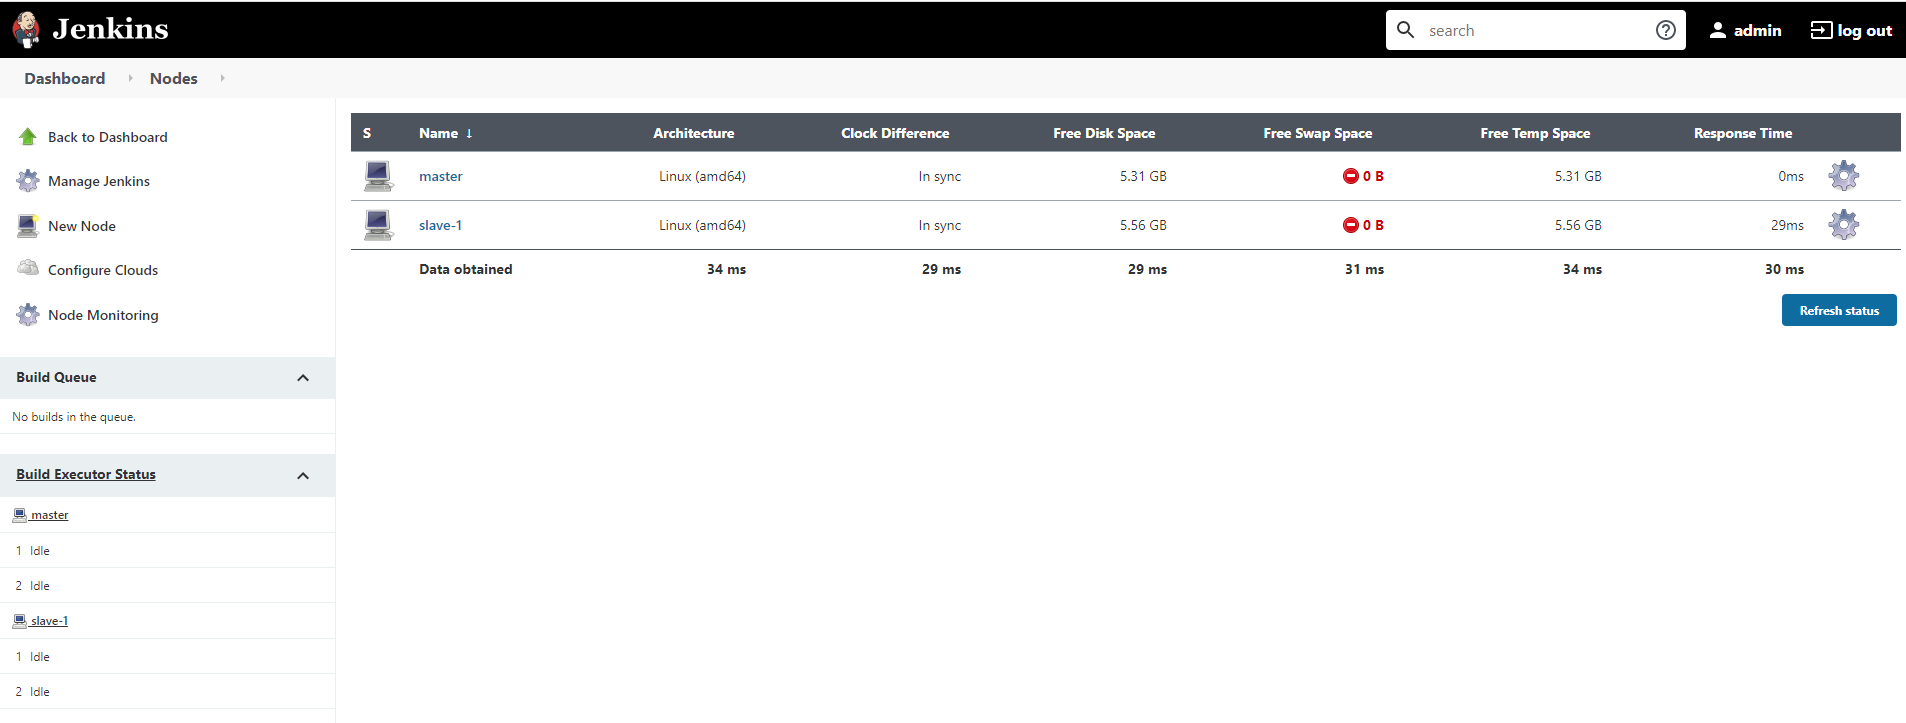 Jenkins
search
admin
log out
Dashboard
Nodes
Back to Dashboard
Manage Jenkins
New Node
Configure Clouds
Node Monitoring
Build Queue
No builds in the queue.
Build Executor Status
master
1 Idle
2 Idle
slave-1
1 Idle
2 Idle
S Name ↓ Architecture Clock Difference Free Disk Space Free Swap Space Free Temp Space Response Time
master Linux (amd64) In sync 5.31 GB 0 B 5.31 GB 0ms
slave-1 Linux (amd64) In sync 5.56 GB 0 B 5.56 GB 29ms
Data obtained 34 ms 29 ms 29 ms 31 ms 34 ms 30 ms
Refresh status